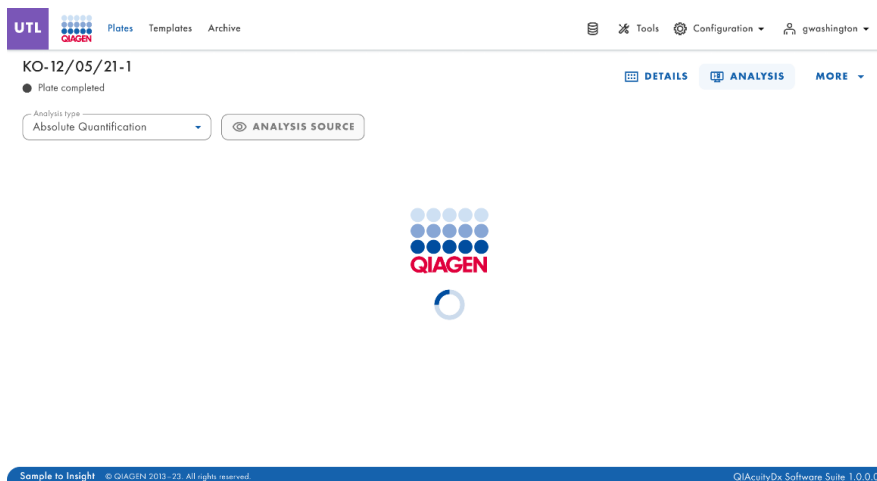 UTL
QIAGEN
Plates Templates Archive
Tools Configuration gwashington
KO-12/05/21-1
Plate completed
DETAILS ANALYSIS MORE
Analysis type
Absolute Quantification
ANALYSIS SOURCE
QIAGEN
Sample to Insight © QIAGEN 2013–23. All rights reserved. QIAcuityDx Software Suite 1.0.0.0